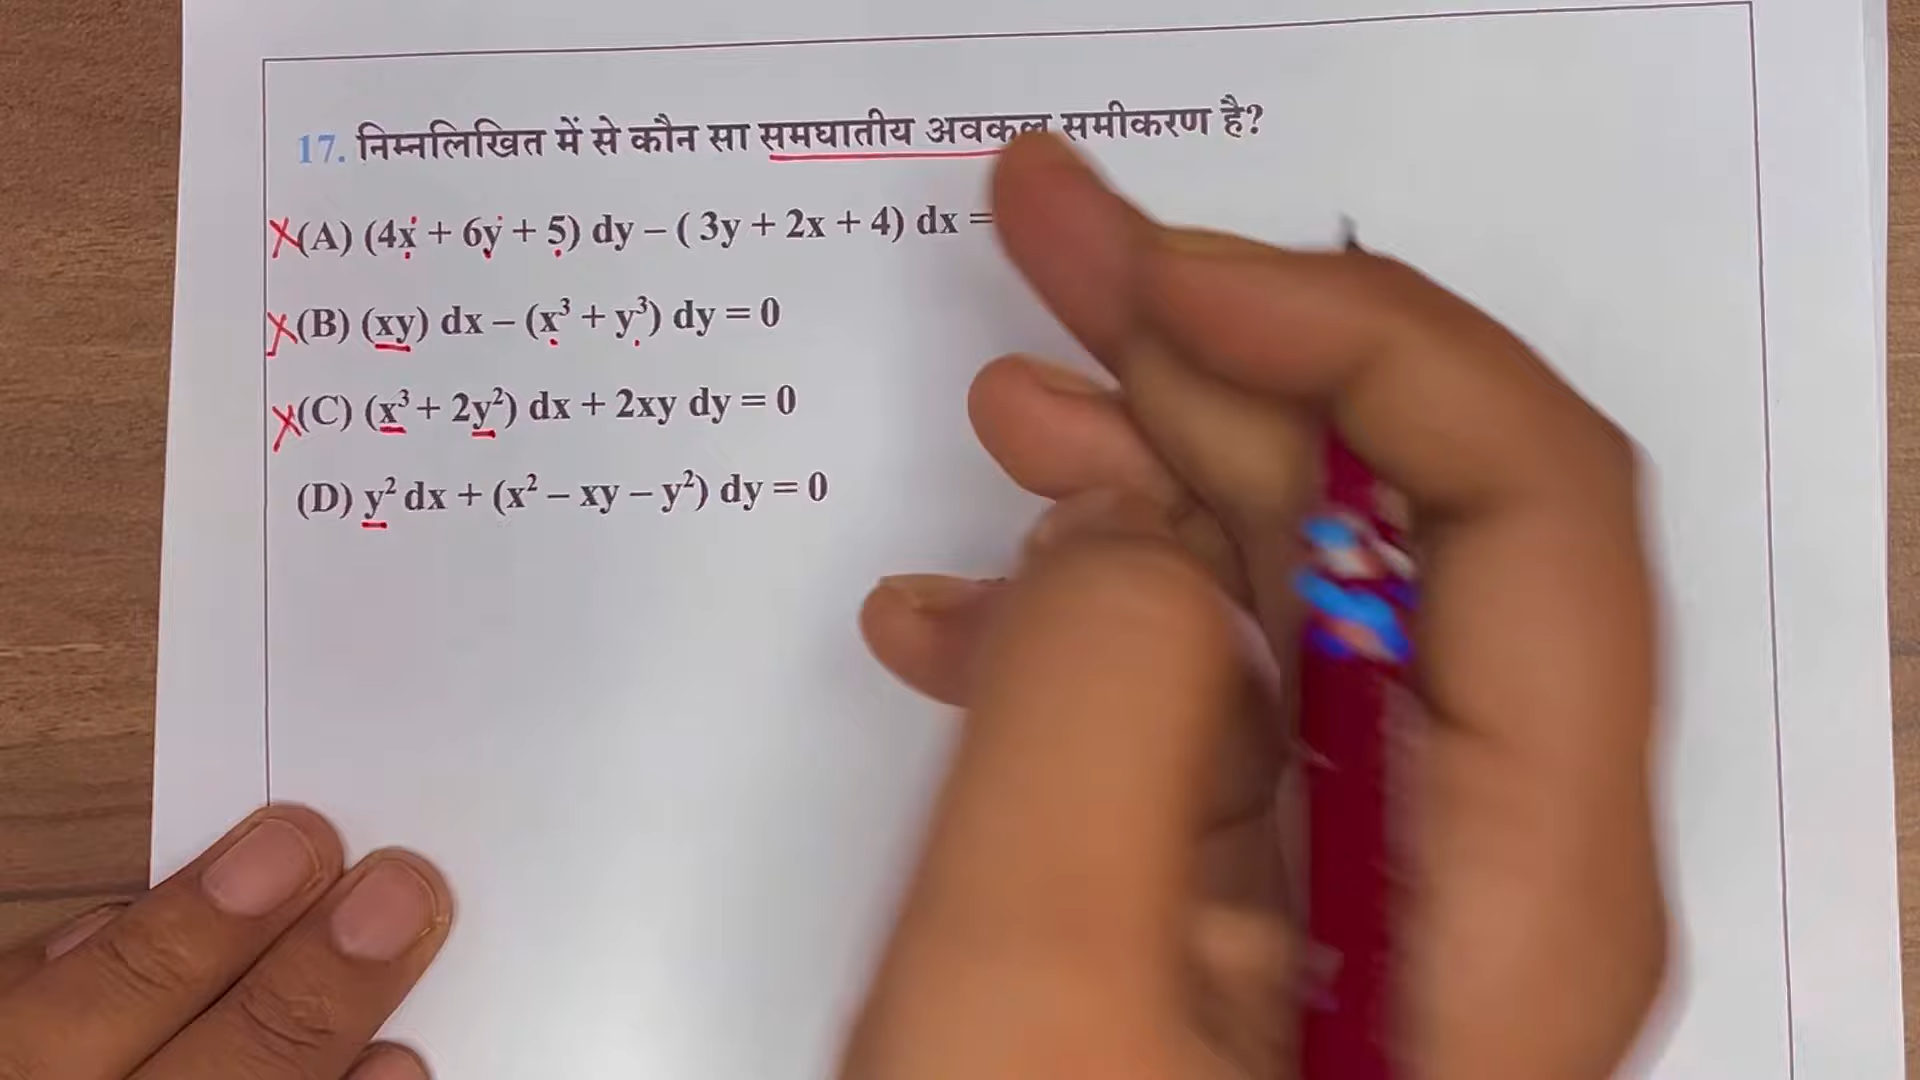 17. निम्नलिखित में से कौन सा समघातीय अवकल समीकरण है?
(A) (4x + 6y + 5) dy – ( 3y + 2x + 4) dx =
(B) (xy) dx – (x³ + y³) dy = 0
(C) (x³ + 2y²) dx + 2xy dy = 0
(D) y² dx + (x² – xy – y²) dy = 0